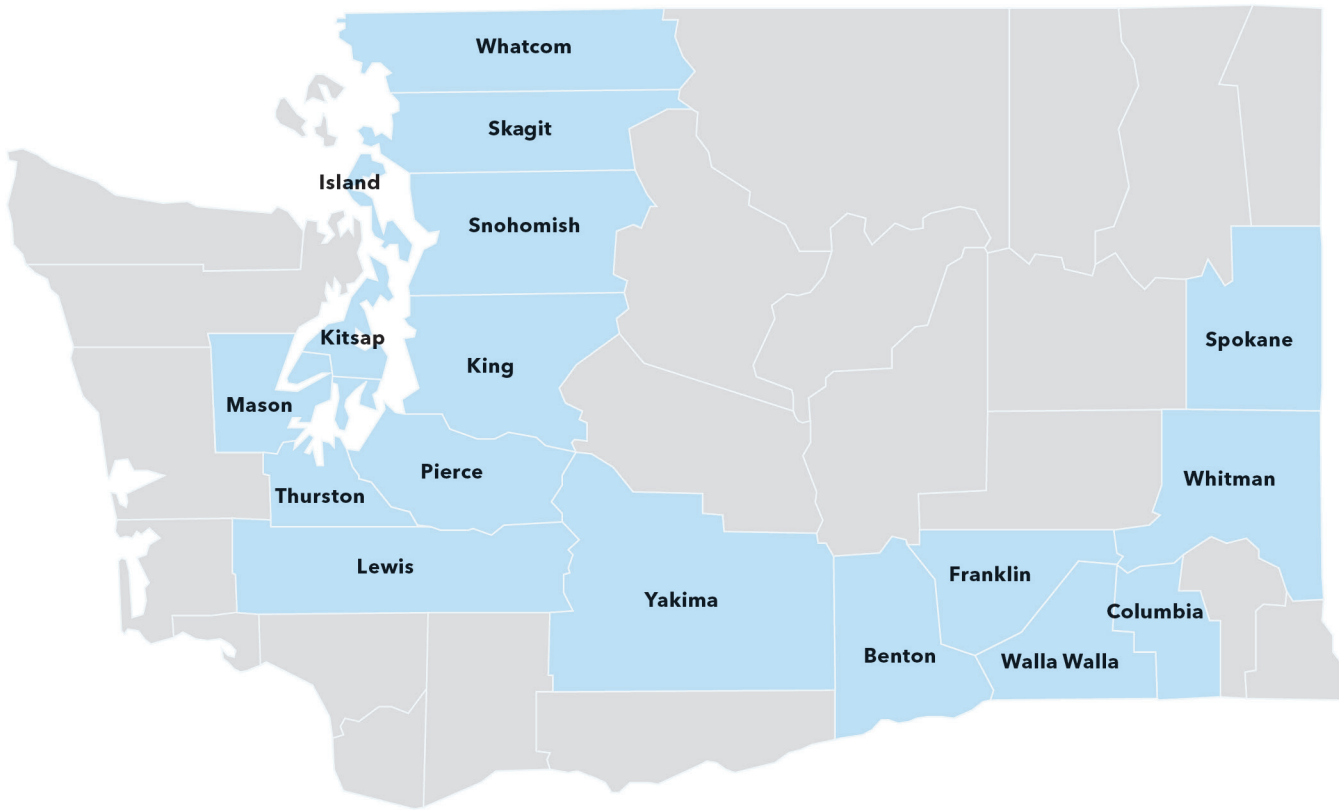 Whatcom
Skagit
Island
Snohomish
Kitsap
Spokane
King
Mason
Pierce
Whitman
Thurston
Lewis
Franklin
Yakima
Columbia
Benton
Walla Walla